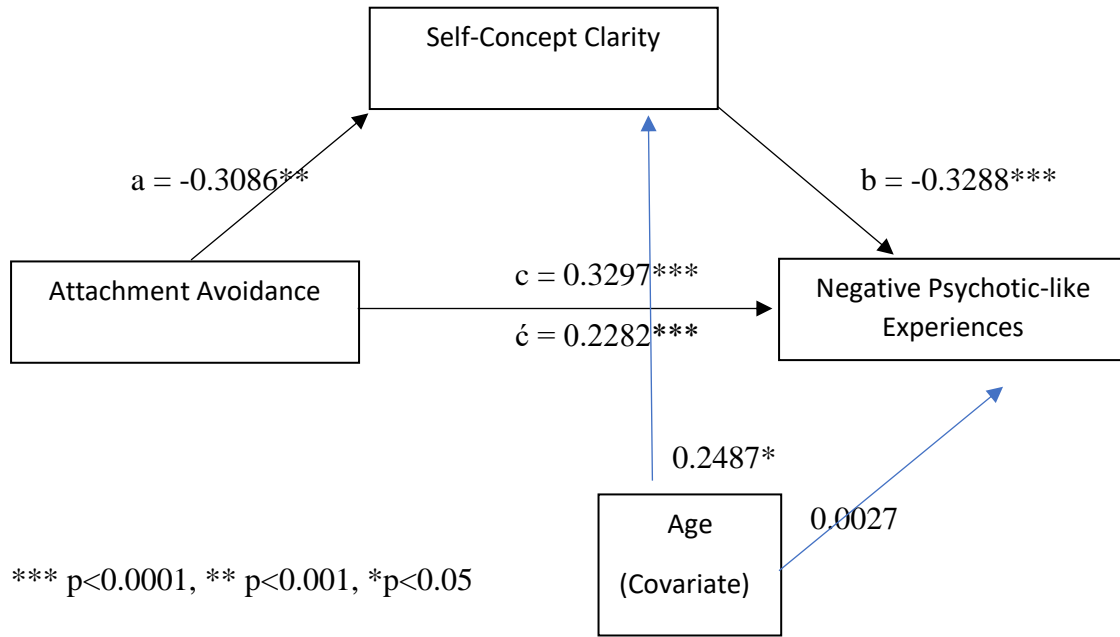 Self-Concept Clarity
a = -0.3086**
b = -0.3288***
Attachment Avoidance
c = 0.3297***
ć = 0.2282***
Negative Psychotic-like
Experiences
0.2487*
Age
(Covariate)
0.0027
*** p<0.0001, ** p<0.001, *p<0.05